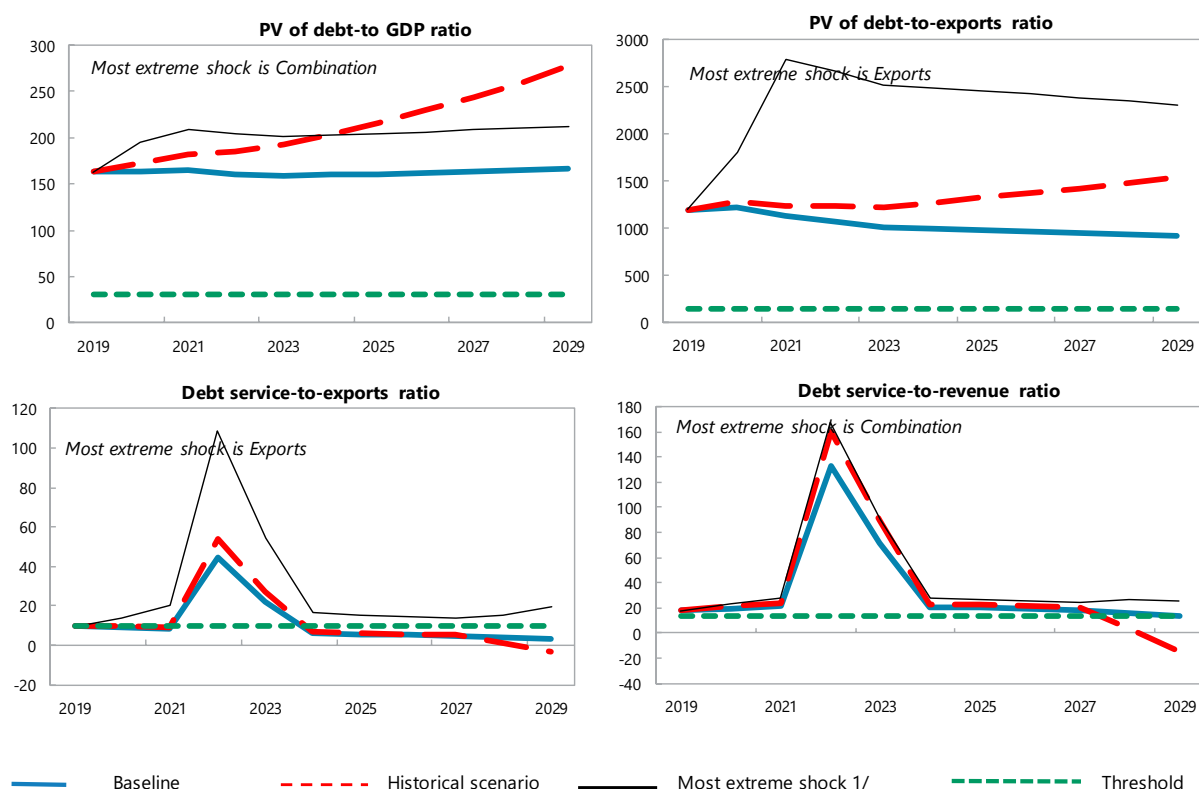 PV of debt-to GDP ratio
300
250
200
150
100
50
0
Most extreme shock is Combination
2019 2021 2023 2025 2027 2029
PV of debt-to-exports ratio
3000
2500
2000
1500
1000
500
0
Most extreme shock is Exports
2019 2021 2023 2025 2027 2029
Debt service-to-exports ratio
120
100
80
60
40
20
0
-20
Most extreme shock is Exports
2019 2021 2023 2025 2027 2029
Debt service-to-revenue ratio
180
160
140
120
100
80
60
40
20
0
-20
-40
Most extreme shock is Combination
2019 2021 2023 2025 2027 2029
Baseline Historical scenario Most extreme shock 1/ Threshold